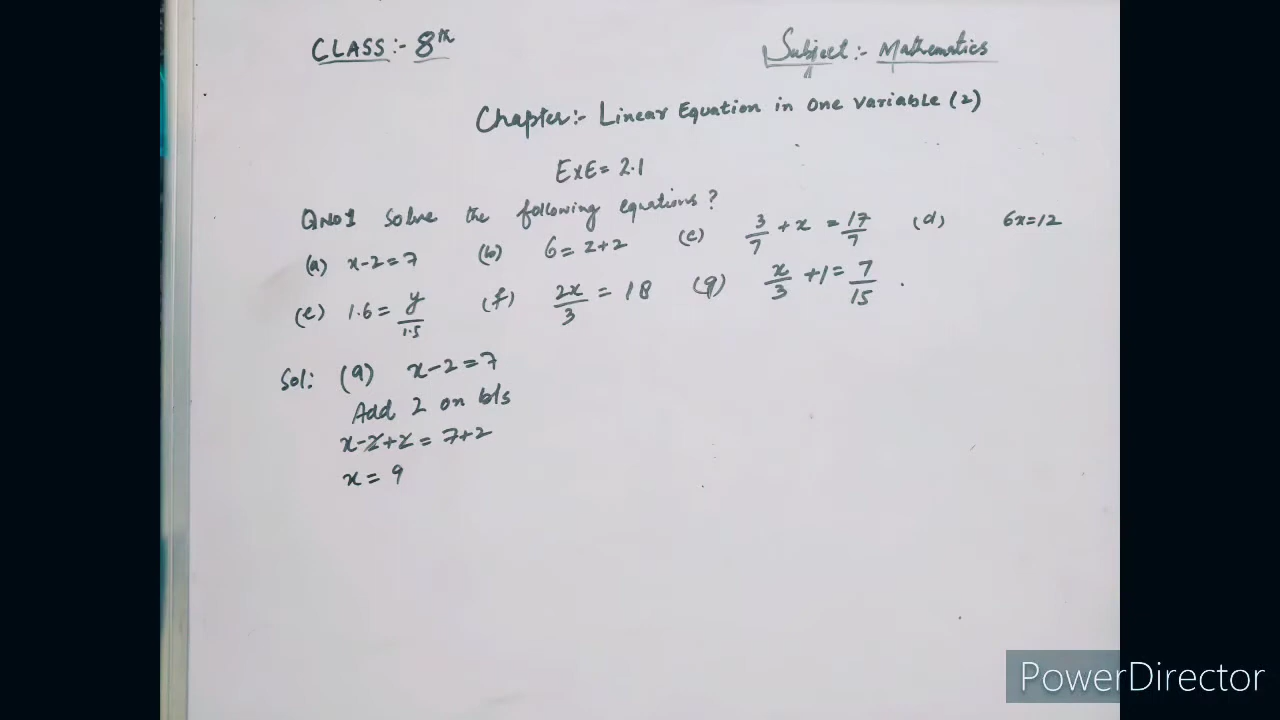 CLASS:- 8th
Subject:- Mathematics
Chapter:- Linear Equation in One variable (2)
EXE= 2.1
QNO1 Solve the following equations?
(a) x-2=7 (b) 6=z+2 (c) 3/7 + x = 17/7 (d) 6x=12
(e) 1.6= y/1.5 (f) 2x/3 = 18 (g) x/3 +1= 7/15 .
Sol: (a) x-2=7
Add 2 on b/s
x-2+2= 7+2
x= 9
PowerDirector